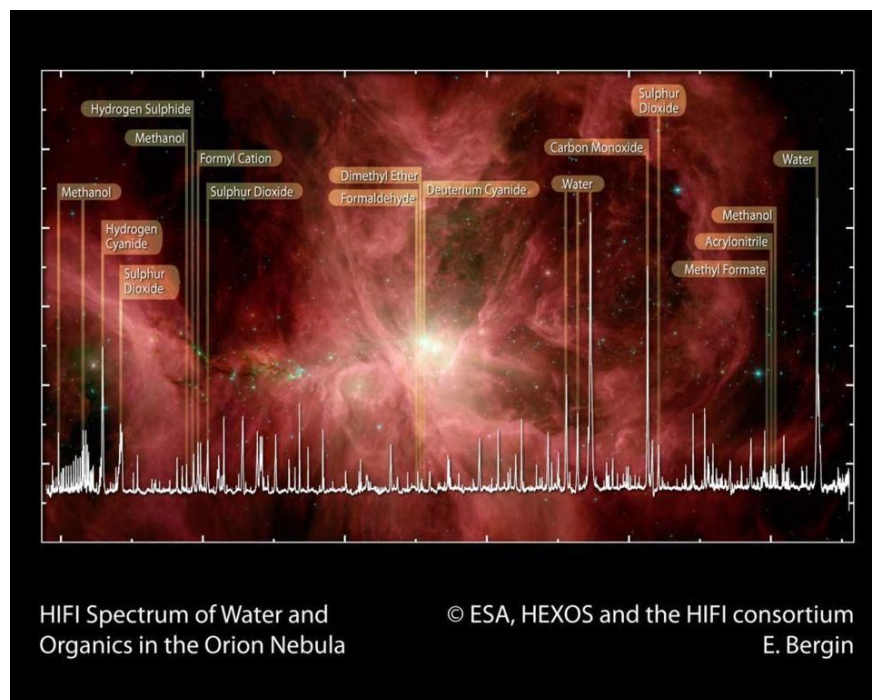 Sulphur
Dioxide
Hydrogen Sulphide
Methanol
Carbon Monoxide
Formyl Cation
Water
Dimethyl Ether
Deuterium Cyanide
Water
Methanol
Sulphur Dioxide
Formaldehyde
Methanol
Hydrogen
Cyanide
Acrylonitrile
Sulphur
Dioxide
Methyl Formate
HIFI Spectrum of Water and
Organics in the Orion Nebula
© ESA, HEXOS and the HIFI consortium
E. Bergin